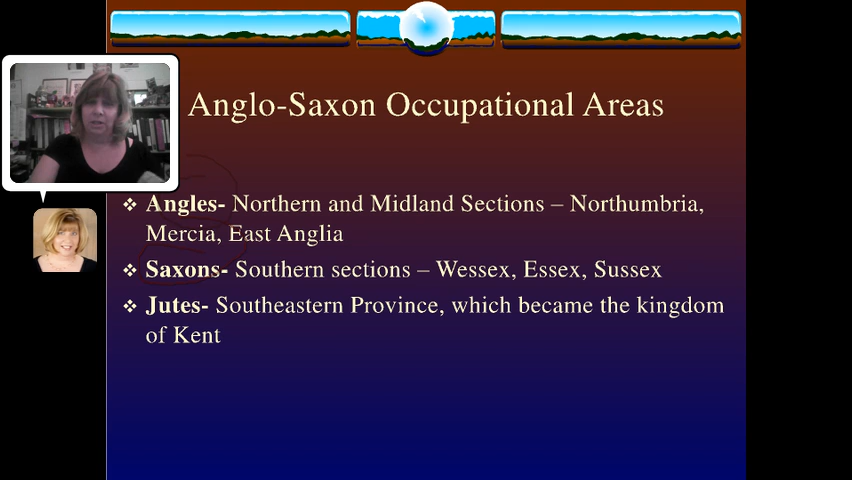 Anglo-Saxon Occupational Areas
❖ Angles- Northern and Midland Sections – Northumbria,
Mercia, East Anglia
❖ Saxons- Southern sections – Wessex, Essex, Sussex
❖ Jutes- Southeastern Province, which became the kingdom
of Kent